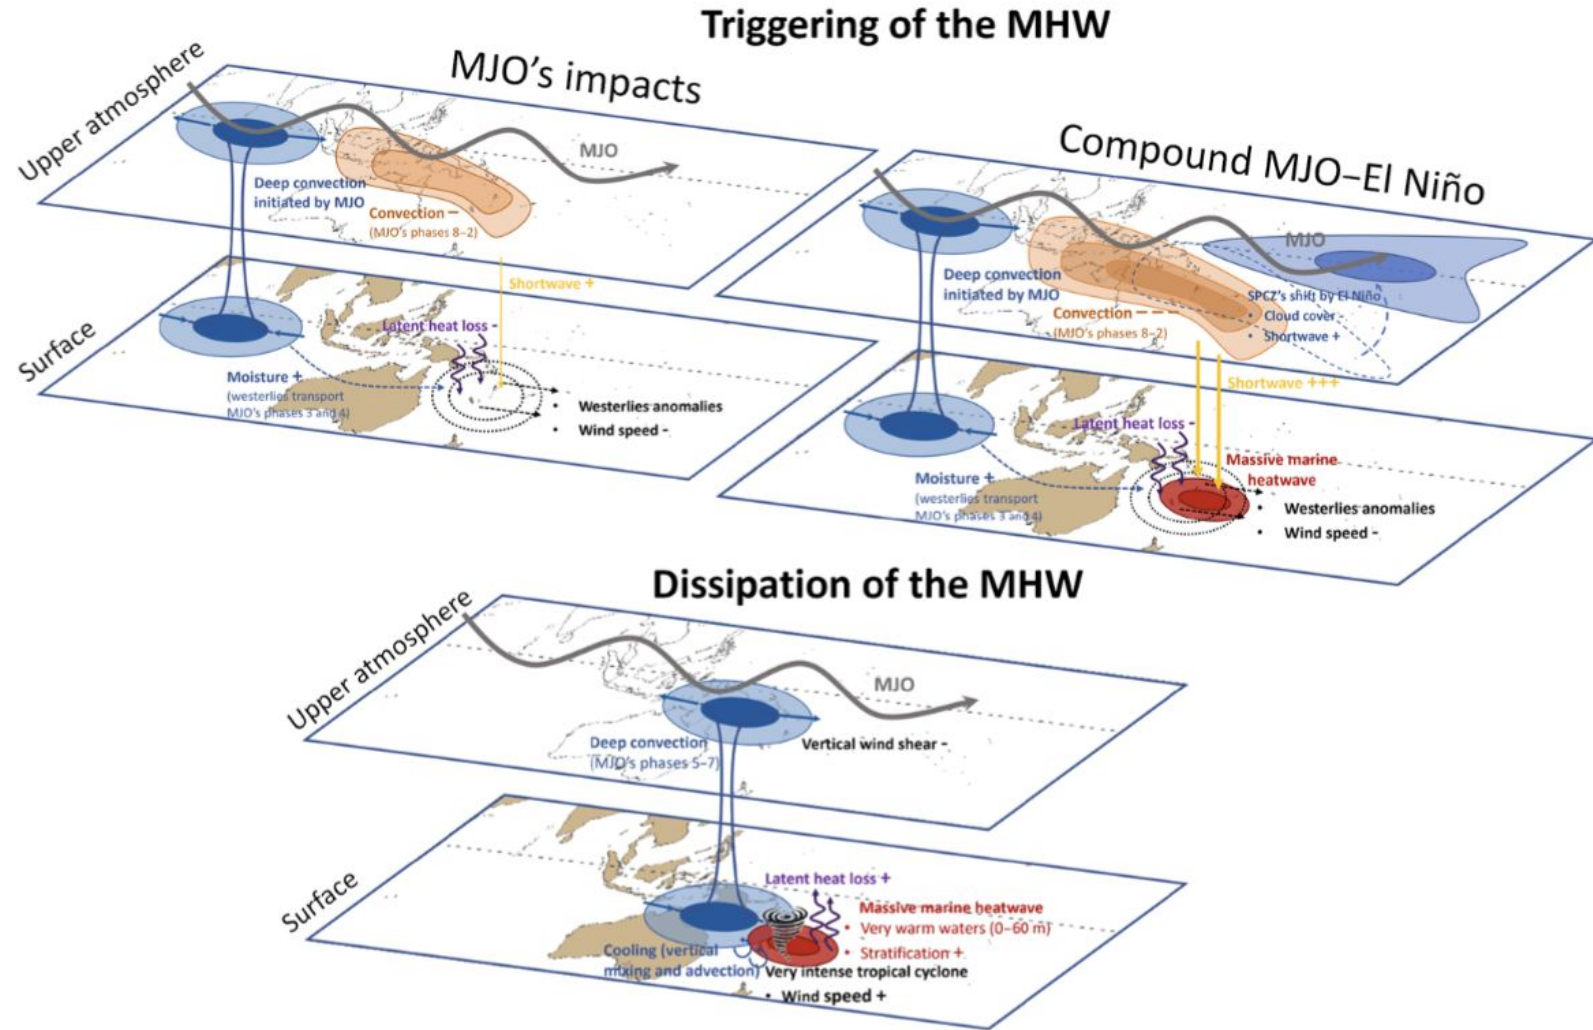 Triggering of the MHW
MJO's impacts
Upper atmosphere
MJO
Deep convection
initiated by MJO
Convection –
(MJO's phases 8–2)
Surface
Shortwave +
Latent heat loss -
Moisture +
(westerlies transport
MJO's phases 3 and 4)
• Westerlies anomalies
• Wind speed -
Compound MJO–El Niño
MJO
Deep convection
initiated by MJO
Convection – – –
(MJO's phases 8–2)
SPCZ's shift by El Niño
• Cloud cover -
• Shortwave +
Shortwave +++
Latent heat loss -
Massive marine
heatwave
Moisture +
(westerlies transport
MJO's phases 3 and 4)
• Westerlies anomalies
• Wind speed -
Dissipation of the MHW
Upper atmosphere
MJO
Deep convection
(MJO's phases 5–7)
Vertical wind shear -
Surface
Latent heat loss +
Massive marine heatwave
• Very warm waters (0–60 m)
• Stratification +
Cooling (vertical
mixing and advection)
Very intense tropical cyclone
• Wind speed +